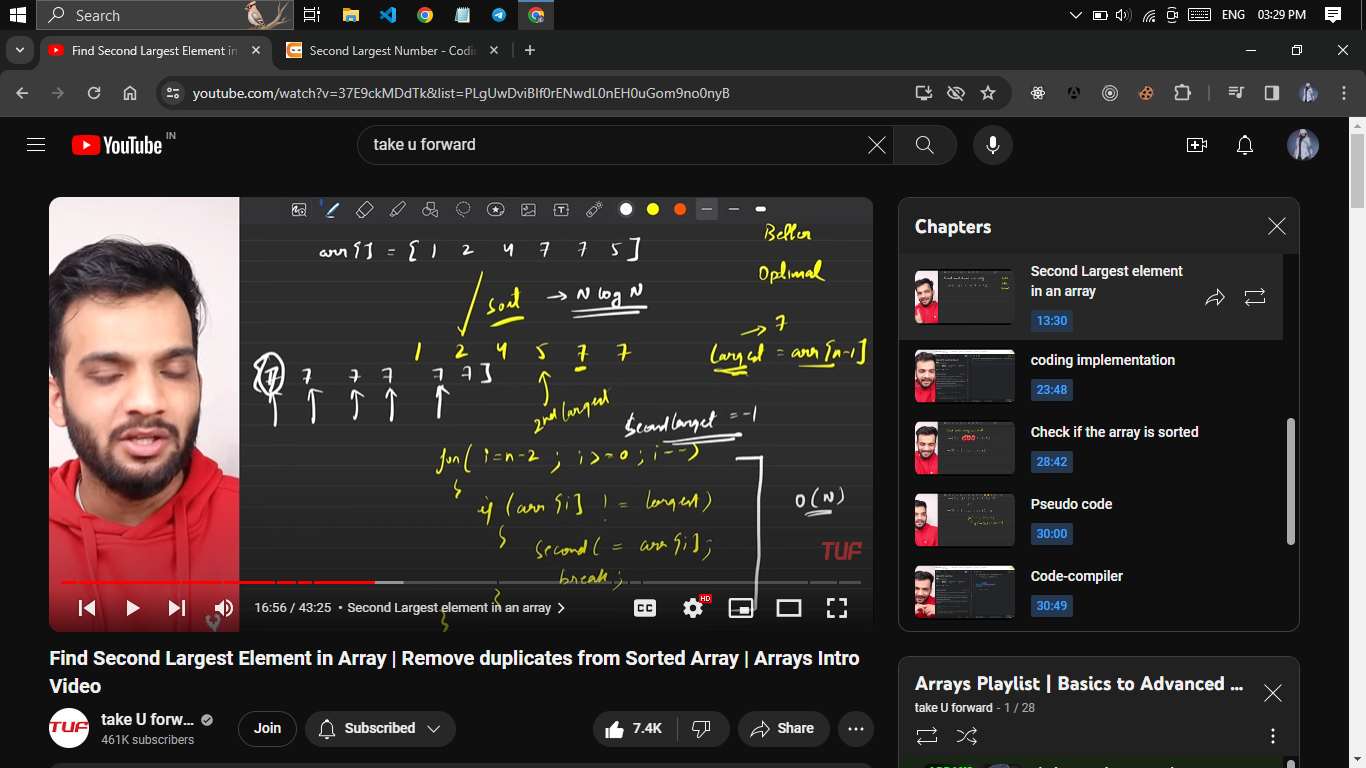 Search
ENG 03:29 PM
Find Second Largest Element in
Second Largest Number - Codin
youtube.com/watch?v=37E9ckMDdTk&list=PLgUwDviBIf0rENwdL0nEH0uGom9no0nyB
YouTube IN
take u forward
arr[] = [ 1 2 4 7 7 5 ]
Better
Optimal
Sort → N log N
→ 7
1 2 4 5 7 7
largest = arr[n-1]
7 7 7 7 7 7 ]
2nd largest
SecondLargest = -1
for( i=n-2 ; i>=0 ; i--)
{
if (arr[i] != largest)
O(N)
{
secondl = arr[i];
break;
}
}
TUF
16:56 / 43:25 • Second Largest element in an array
CC
HD
Find Second Largest Element in Array | Remove duplicates from Sorted Array | Arrays Intro
Video
TUF
take U forw...
461K subscribers
Join
Subscribed
7.4K
Share
Chapters
Second Largest element
in an array
13:30
coding implementation
23:48
Check if the array is sorted
28:42
Pseudo code
30:00
Code-compiler
30:49
Arrays Playlist | Basics to Advanced ...
take U forward - 1 / 28